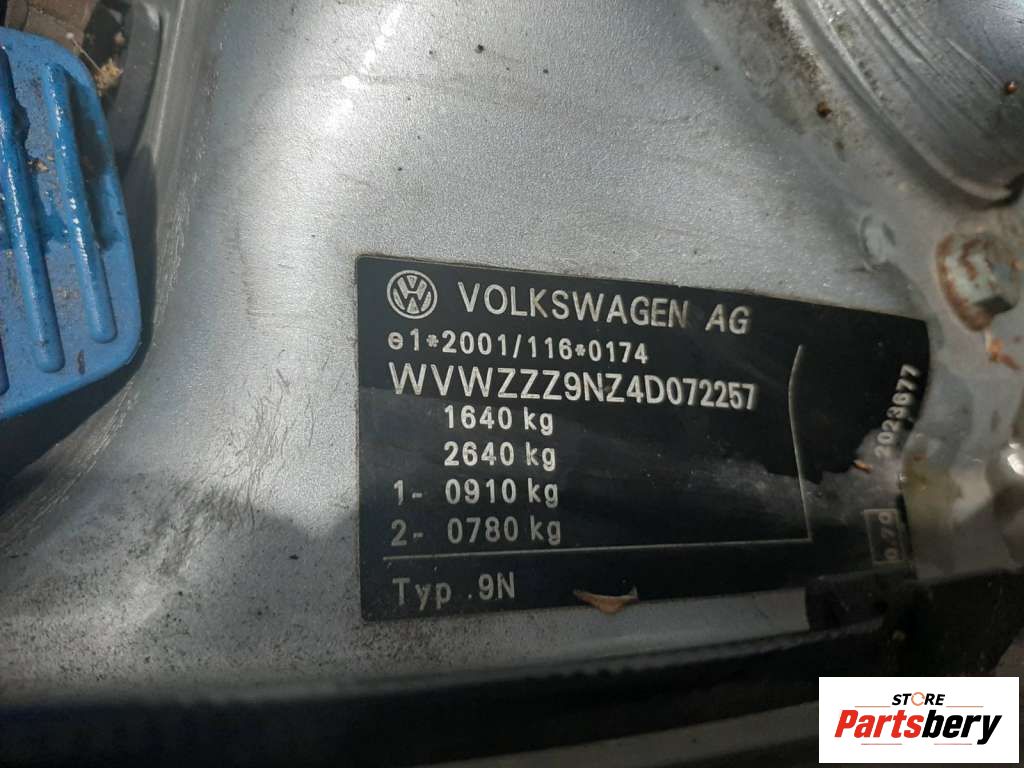 VOLKSWAGEN AG
e1*2001/116*0174
WVWZZZ9NZ4D072257
1640 kg
2640 kg
1- 0910 kg
2- 0780 kg
Typ .9N
2023677
STORE
Partsbery